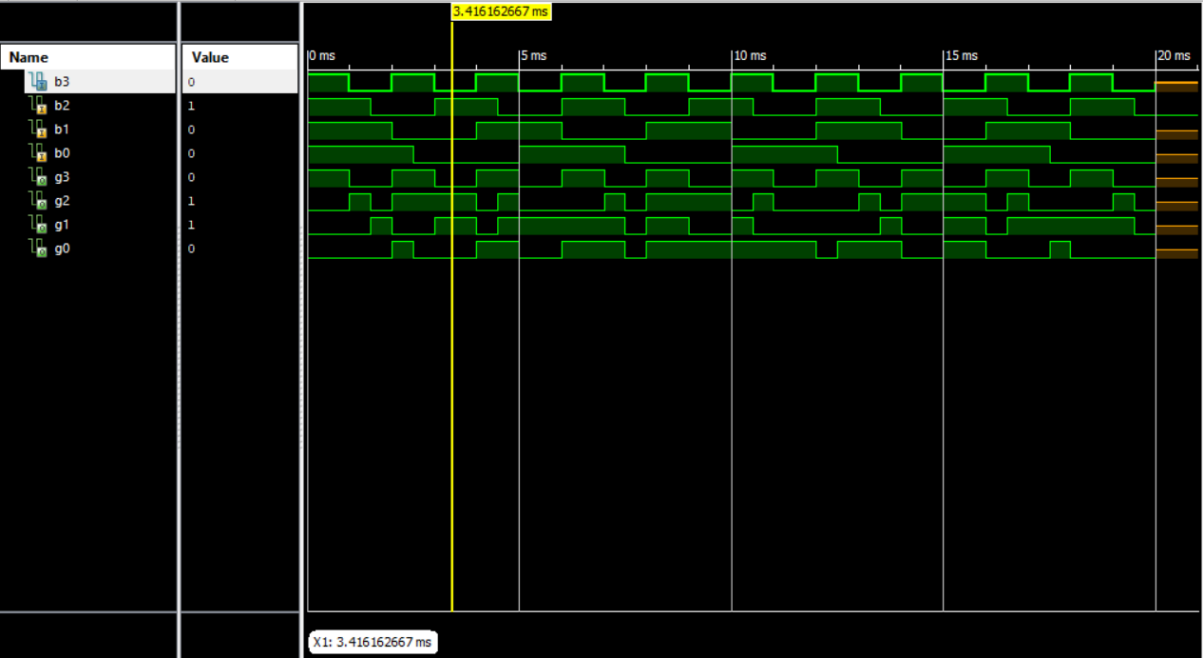 3.416162667 ms
Name Value
0 ms 5 ms 10 ms 15 ms 20 ms
b3 0
b2 1
b1 0
b0 0
g3 0
g2 1
g1 1
g0 0
X1: 3.416162667 ms